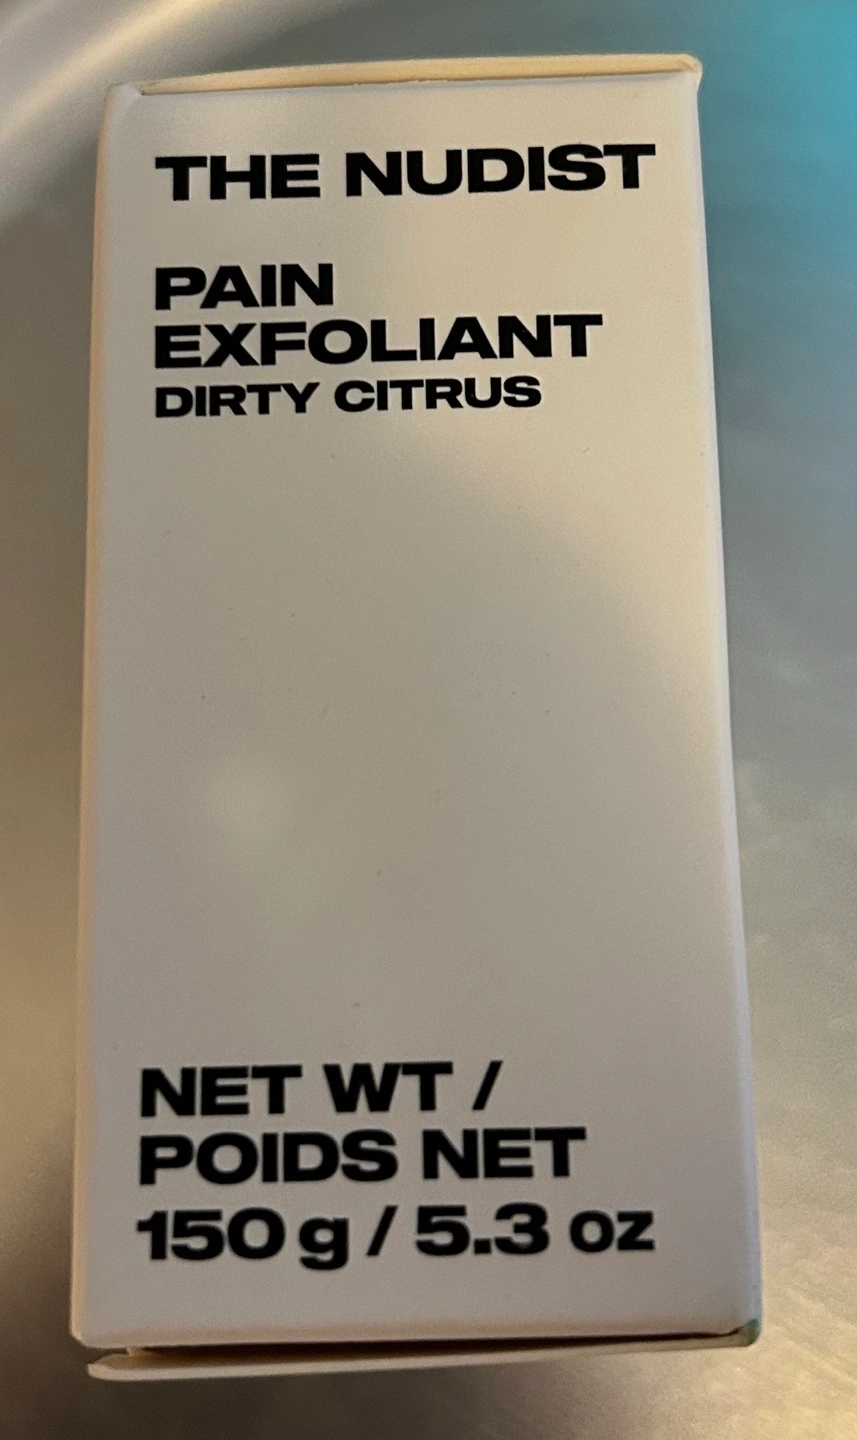 THE NUDIST
PAIN
EXFOLIANT
DIRTY CITRUS
NET WT /
POIDS NET
150 g / 5.3 oz